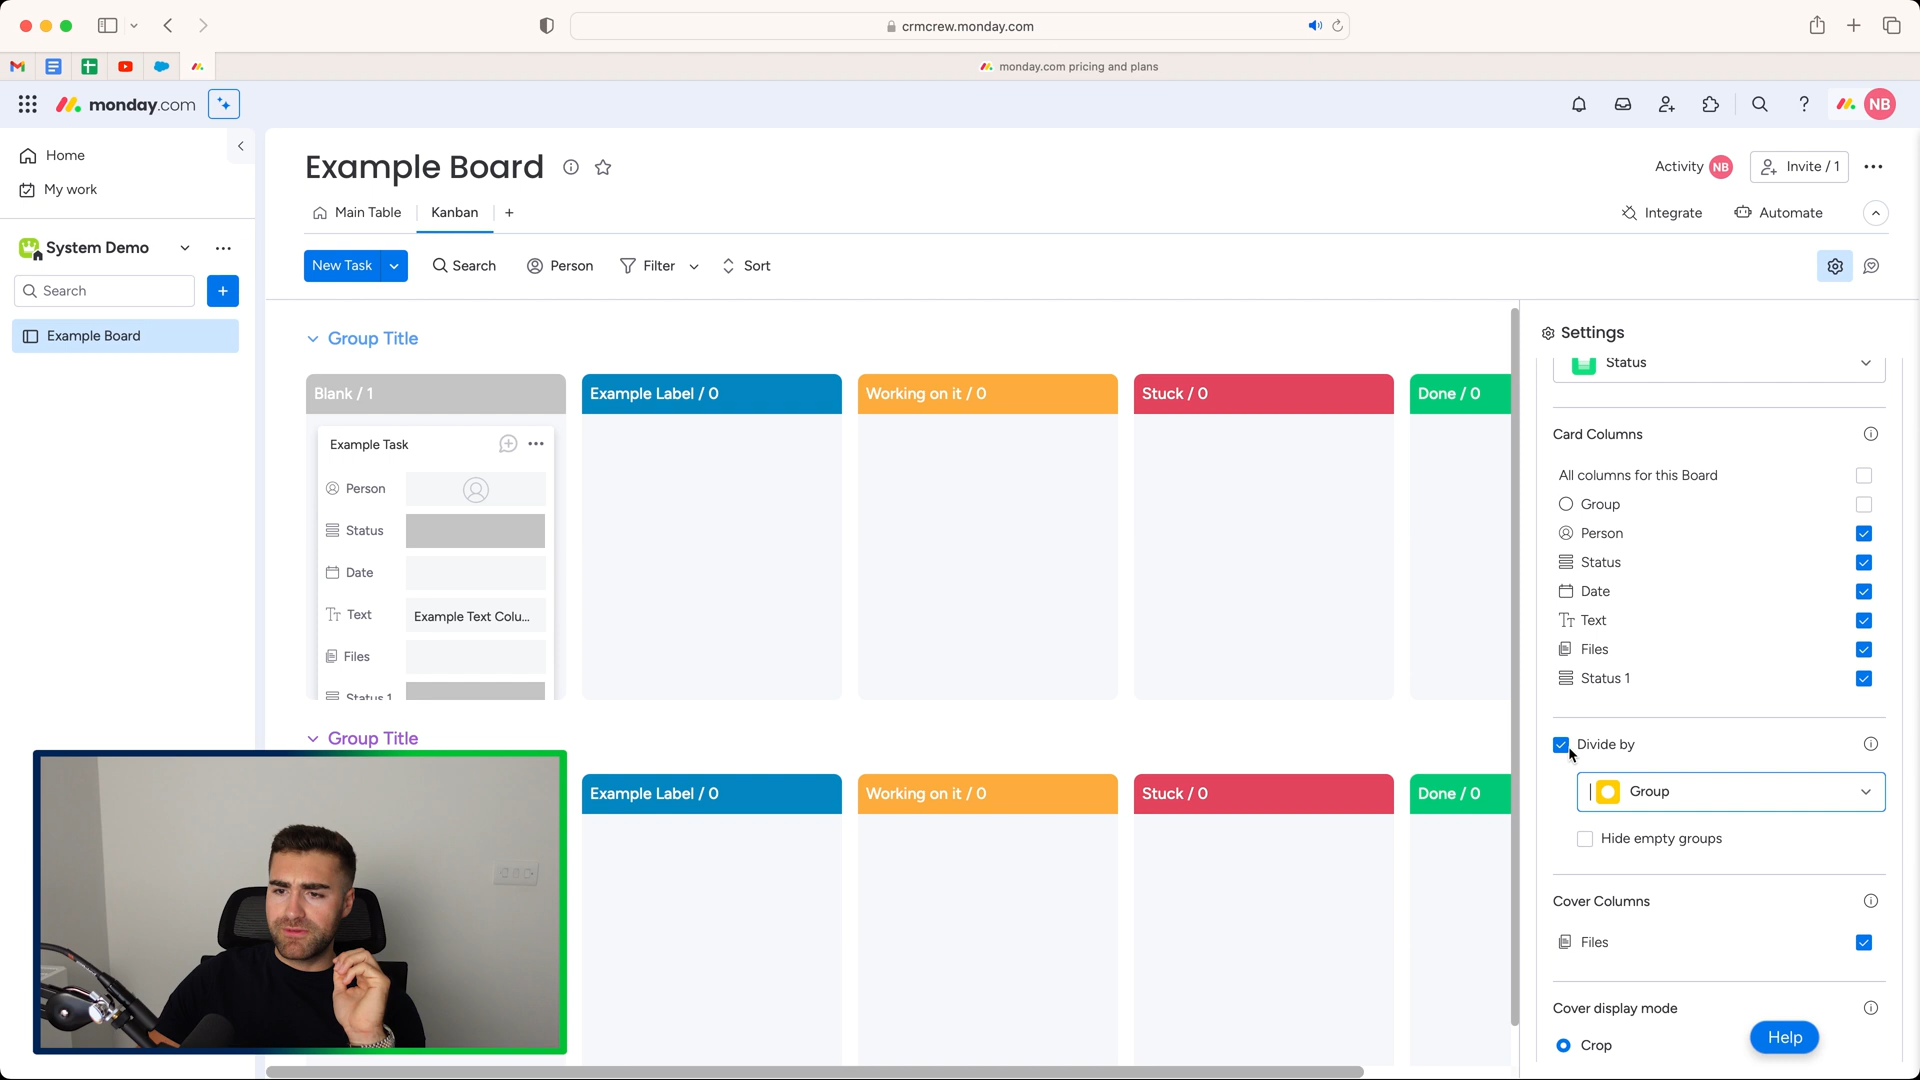 crmcrew.monday.com
monday.com pricing and plans
monday.com
NB
Home
My work
System Demo
Search
Example Board
Example Board
Activity NB
Invite / 1
Main Table
Kanban
Integrate
Automate
New Task
Search
Person
Filter
Sort
Group Title
Blank / 1
Example Label / 0
Working on it / 0
Stuck / 0
Done / 0
Example Task
Person
Status
Date
Text
Example Text Colu...
Files
Status 1
Group Title
Example Label / 0
Working on it / 0
Stuck / 0
Done / 0
Settings
Status
Card Columns
All columns for this Board
Group
Person
Status
Date
Text
Files
Status 1
Divide by
Group
Hide empty groups
Cover Columns
Files
Cover display mode
Crop
Help